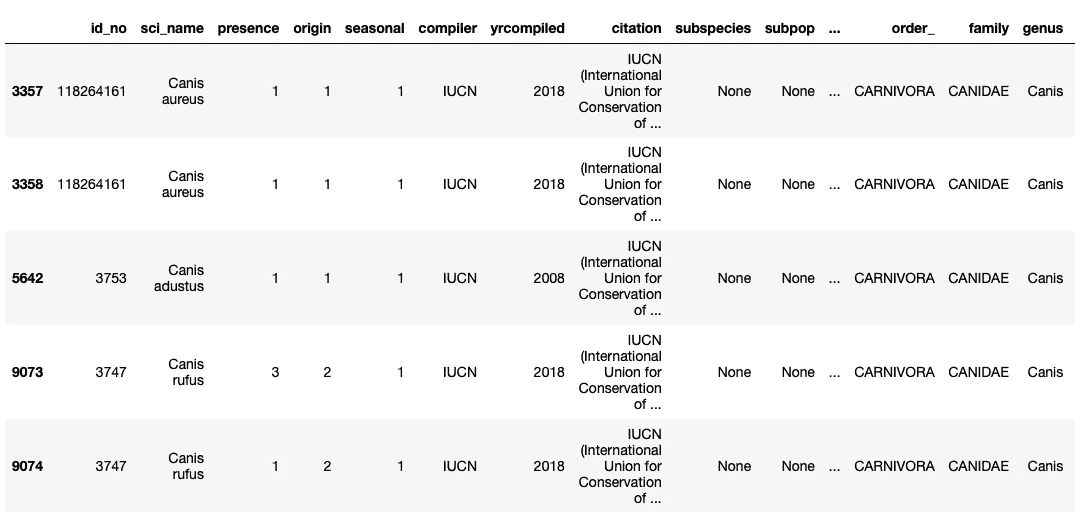 id_no sci_name presence origin seasonal compiler yrcompiled citation subspecies subpop ... order_ family genus
IUCN
(International
3357 118264161 Canis aureus 1 1 1 IUCN 2018 Union for None None ... CARNIVORA CANIDAE Canis
Conservation
of ...
IUCN
(International
3358 118264161 Canis aureus 1 1 1 IUCN 2018 Union for None None ... CARNIVORA CANIDAE Canis
Conservation
of ...
IUCN
(International
5642 3753 Canis adustus 1 1 1 IUCN 2008 Union for None None ... CARNIVORA CANIDAE Canis
Conservation
of ...
IUCN
(International
9073 3747 Canis rufus 3 2 1 IUCN 2018 Union for None None ... CARNIVORA CANIDAE Canis
Conservation
of ...
IUCN
(International
9074 3747 Canis rufus 1 2 1 IUCN 2018 Union for None None ... CARNIVORA CANIDAE Canis
Conservation
of ...